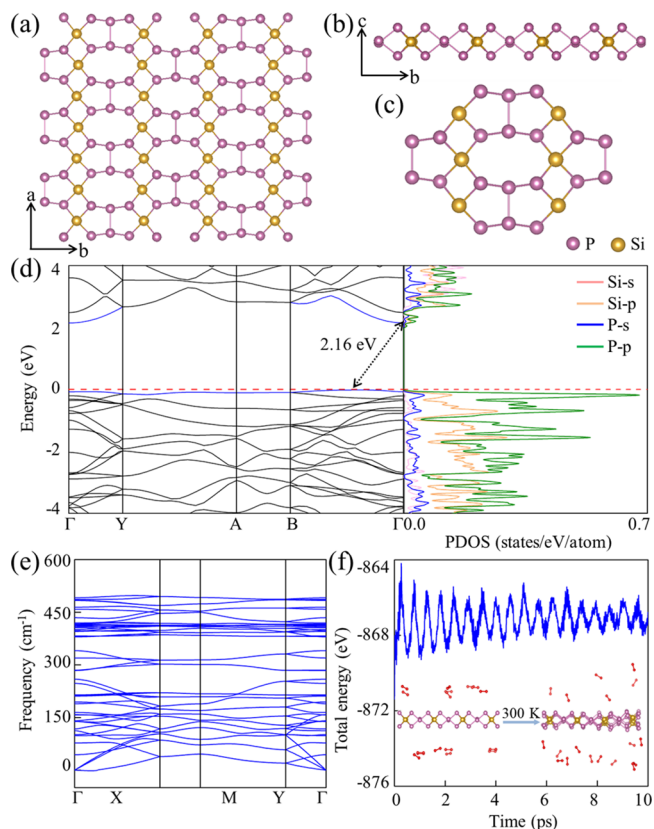 (a)
a
b
(b)
c
b
(c)
P
Si
(d)
Energy (eV)
4
2
0
-2
-4
2.16 eV
Si-s
Si-p
P-s
P-p
Γ
Y
A
B
Γ
0.0
0.7
PDOS (states/eV/atom)
(e)
Frequency (cm-1)
600
450
300
150
0
Γ
X
M
Y
Γ
(f)
Total energy (eV)
-864
-868
-872
-876
300 K
0
2
4
6
8
10
Time (ps)